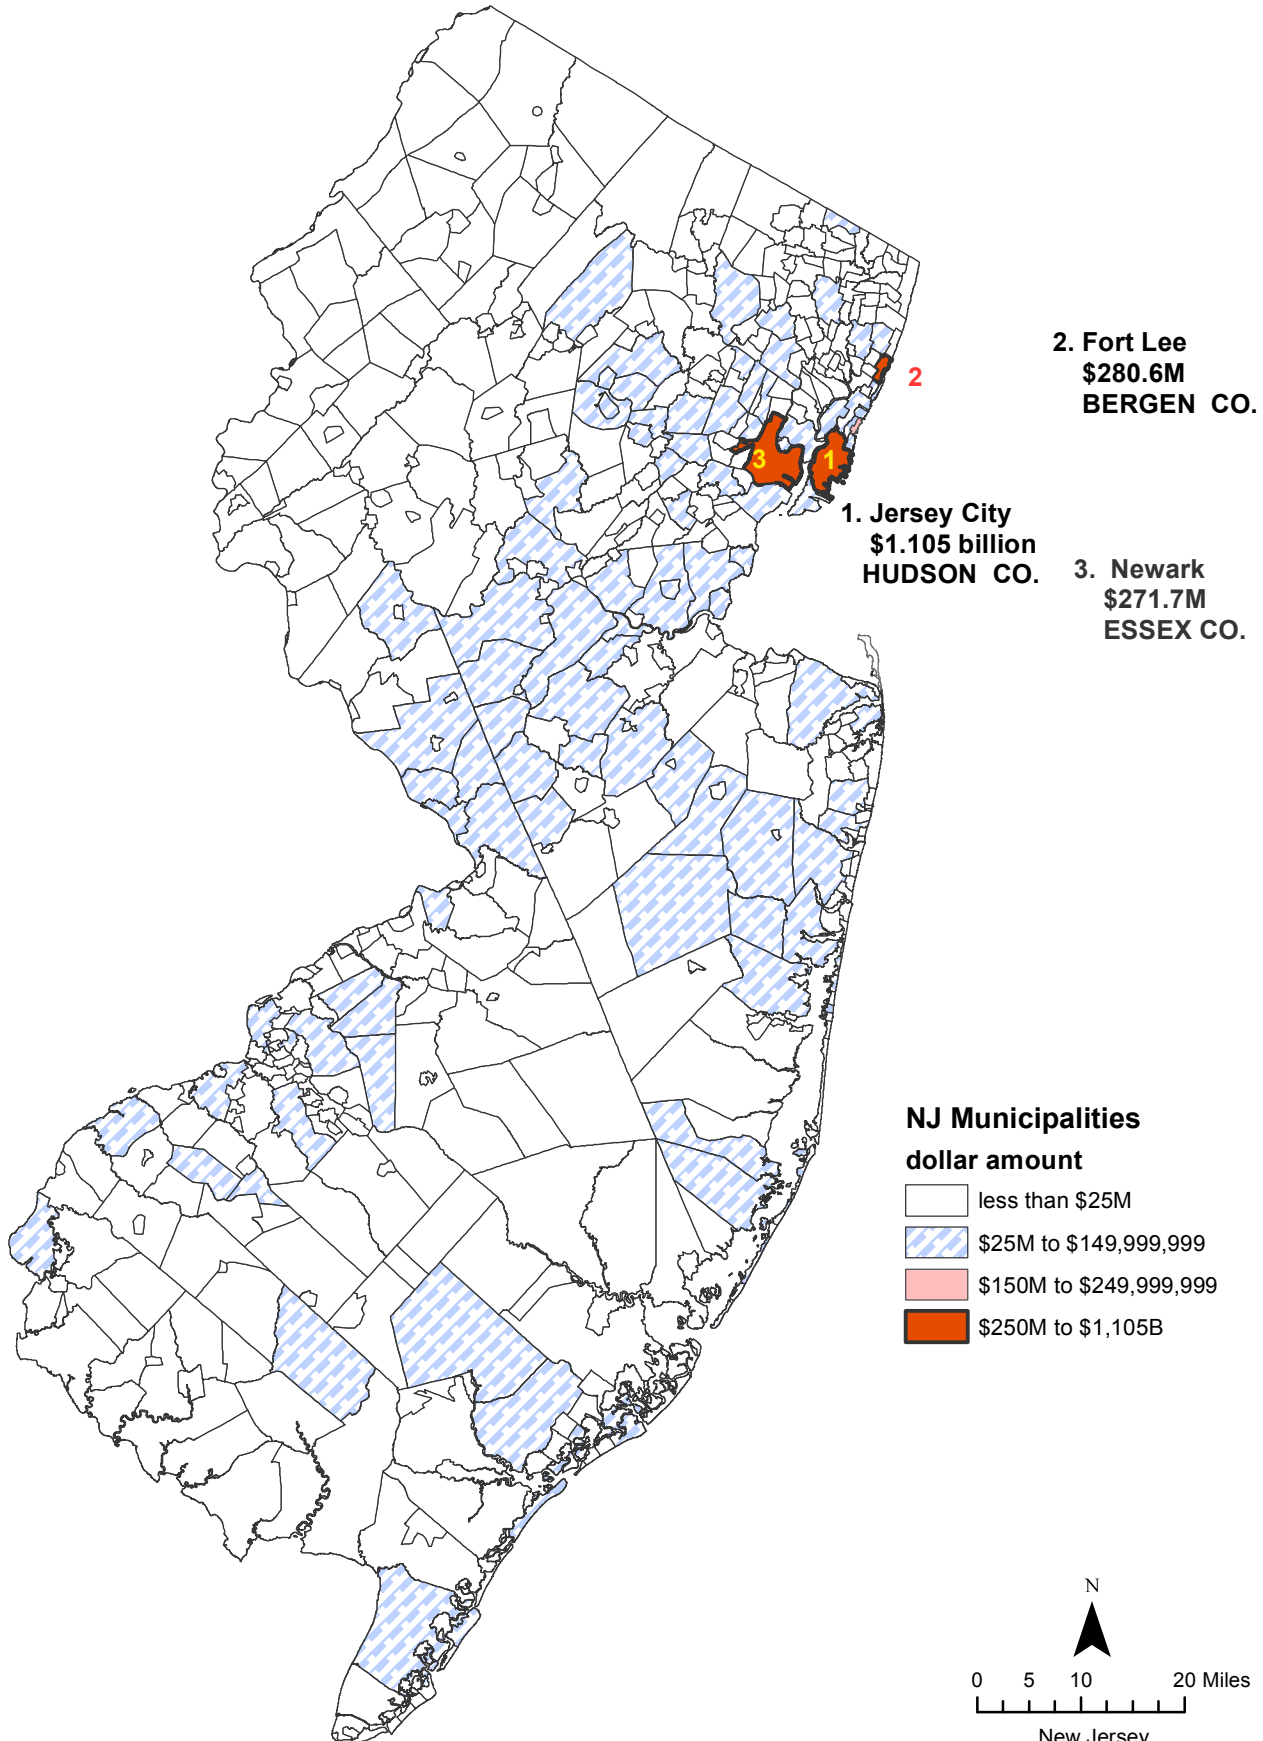 2. Fort Lee
$280.6M
BERGEN CO.
2
3
1
1. Jersey City
$1.105 billion
HUDSON CO.
3. Newark
$271.7M
ESSEX CO.
NJ Municipalities
dollar amount
less than $25M
$25M to $149,999,999
$150M to $249,999,999
$250M to $1,105B
N
0 5 10 20 Miles
New Jersey